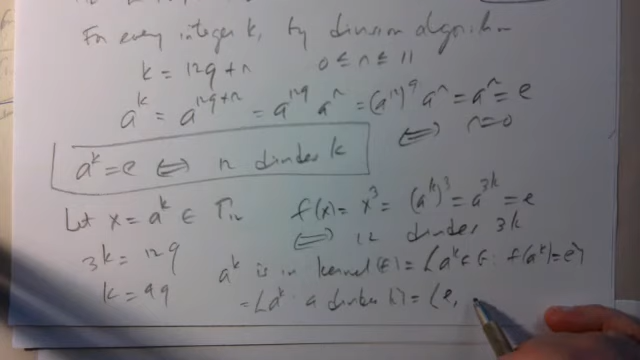 For every integer k, by division algorithm
k = 12q + r 0 ≤ r ≤ 11
a^k = a^{12q+r} = a^{12q} a^r = (a^{12})^q a^r = a^r = e
⟺ r = 0
a^k = e ⟺ n divides k
Let x = a^k ∈ f(x) = x^3 = (a^k)^3 = a^{3k} = e
⟺ 12 divides 3k
3k = 12q a^k is in kernel(f) = {a^k ∈ G: f(a^k) = e}
k = 4q = {a^k: 4 divides k} = {e,